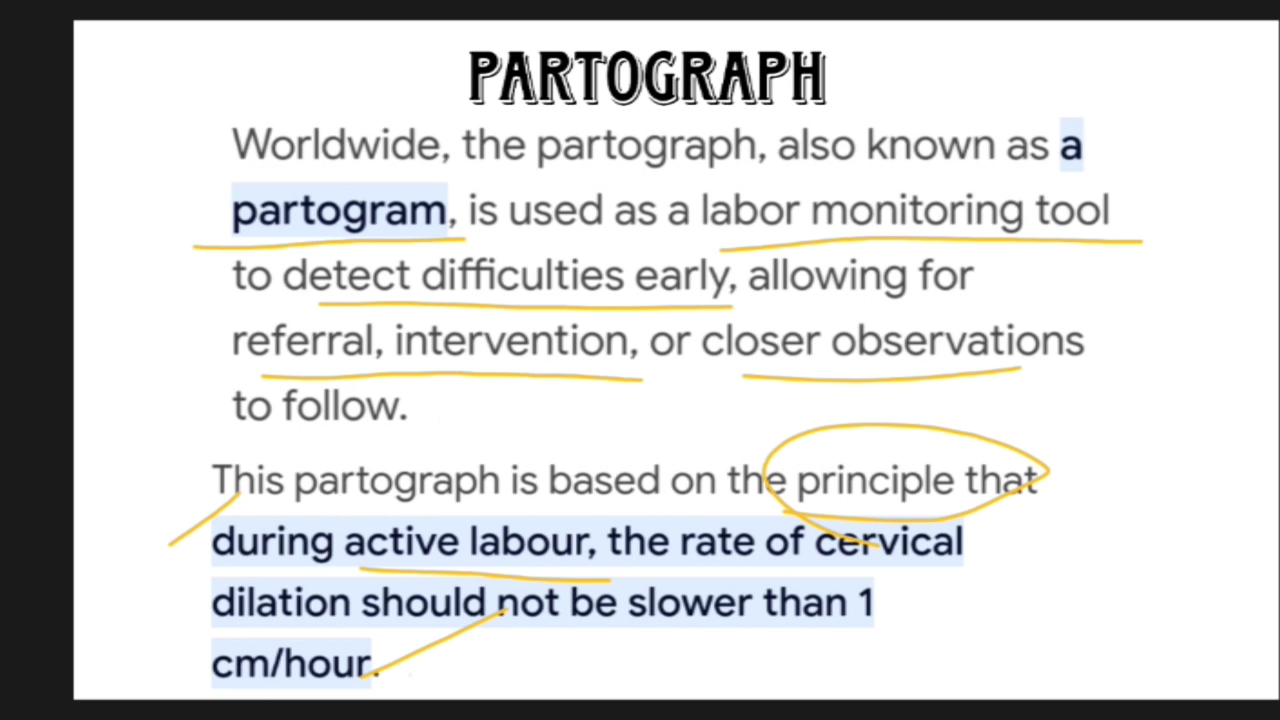 PARTOGRAPH
Worldwide, the partograph, also known as a
partogram, is used as a labor monitoring tool
to detect difficulties early, allowing for
referral, intervention, or closer observations
to follow.
This partograph is based on the principle that
during active labour, the rate of cervical
dilation should not be slower than 1
cm/hour.